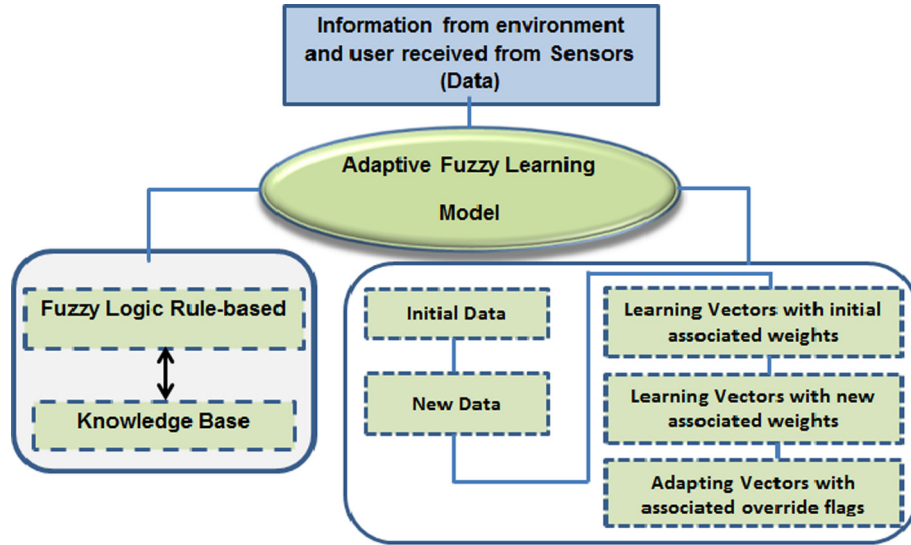 Information from environment
and user received from Sensors
(Data)
Adaptive Fuzzy Learning
Model
Fuzzy Logic Rule-based
Knowledge Base
Initial Data
New Data
Learning Vectors with initial
associated weights
Learning Vectors with new
associated weights
Adapting Vectors with
associated override flags